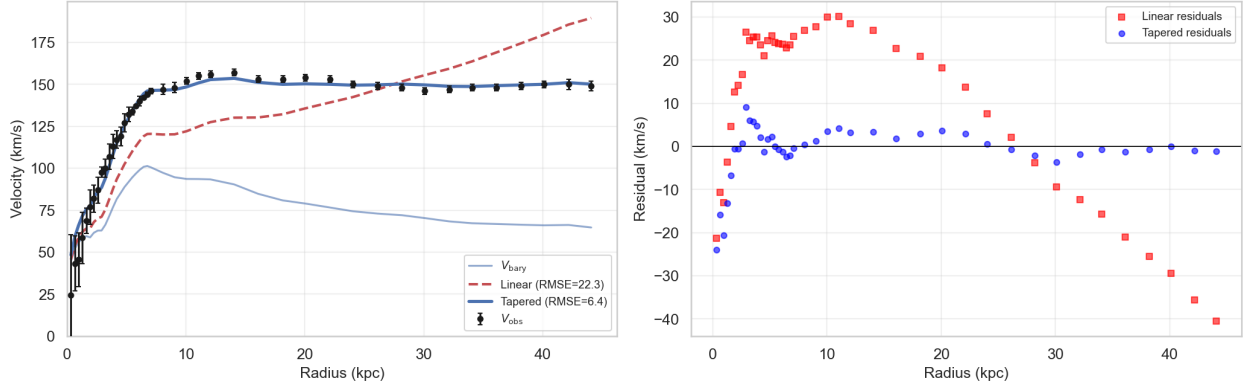 175
150
125
100
75
50
25
0
Velocity (km/s)
0
10
20
30
40
Radius (kpc)
V_bary
Linear (RMSE=22.3)
Tapered (RMSE=6.4)
V_obs
30
20
10
0
−10
−20
−30
−40
Residual (km/s)
0
10
20
30
40
Radius (kpc)
Linear residuals
Tapered residuals